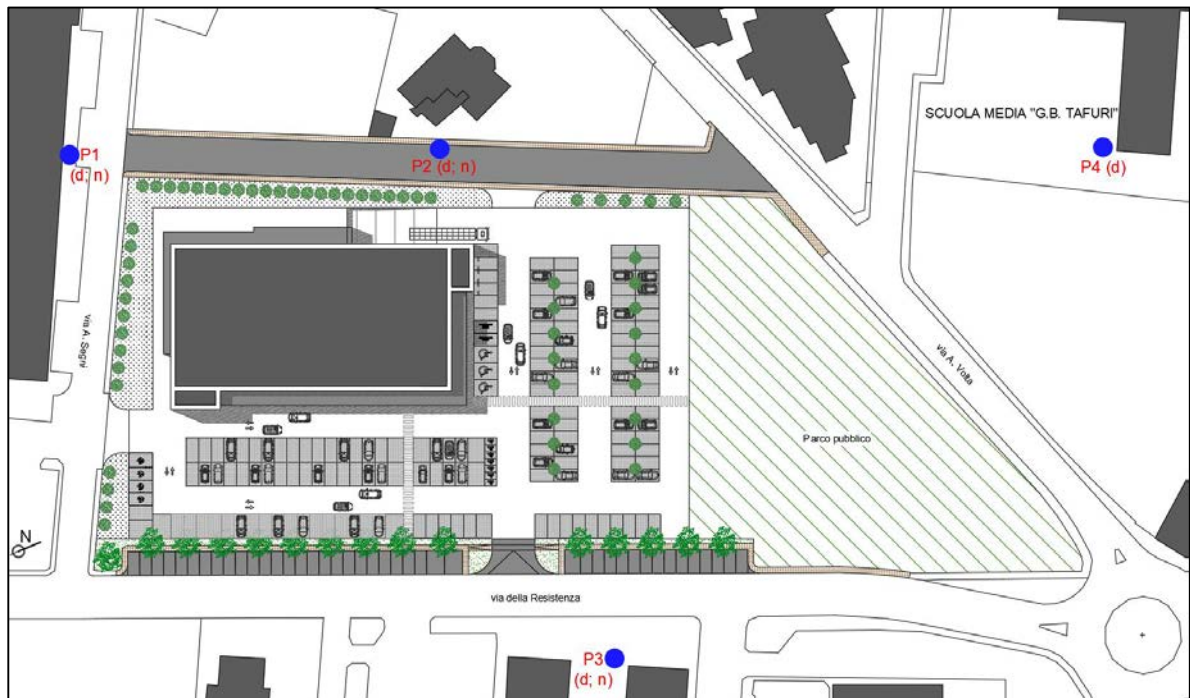 SCUOLA MEDIA "G.B. TAFURI"
P1
(d; n)
P2 (d; n)
P4 (d)
via A. Segni
via A. Volta
Parco pubblico
N
via della Resistenza
P3
(d; n)